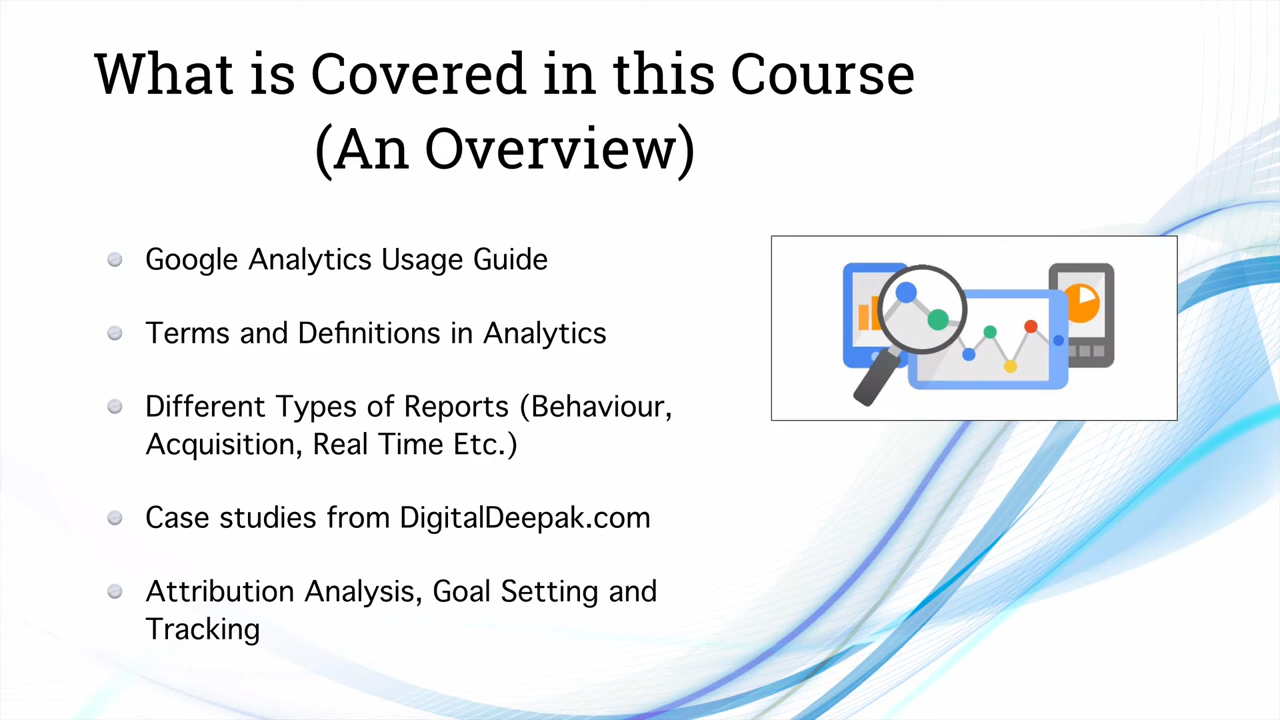 What is Covered in this Course
(An Overview)
Google Analytics Usage Guide
Terms and Definitions in Analytics
Different Types of Reports (Behaviour,
Acquisition, Real Time Etc.)
Case studies from DigitalDeepak.com
Attribution Analysis, Goal Setting and
Tracking